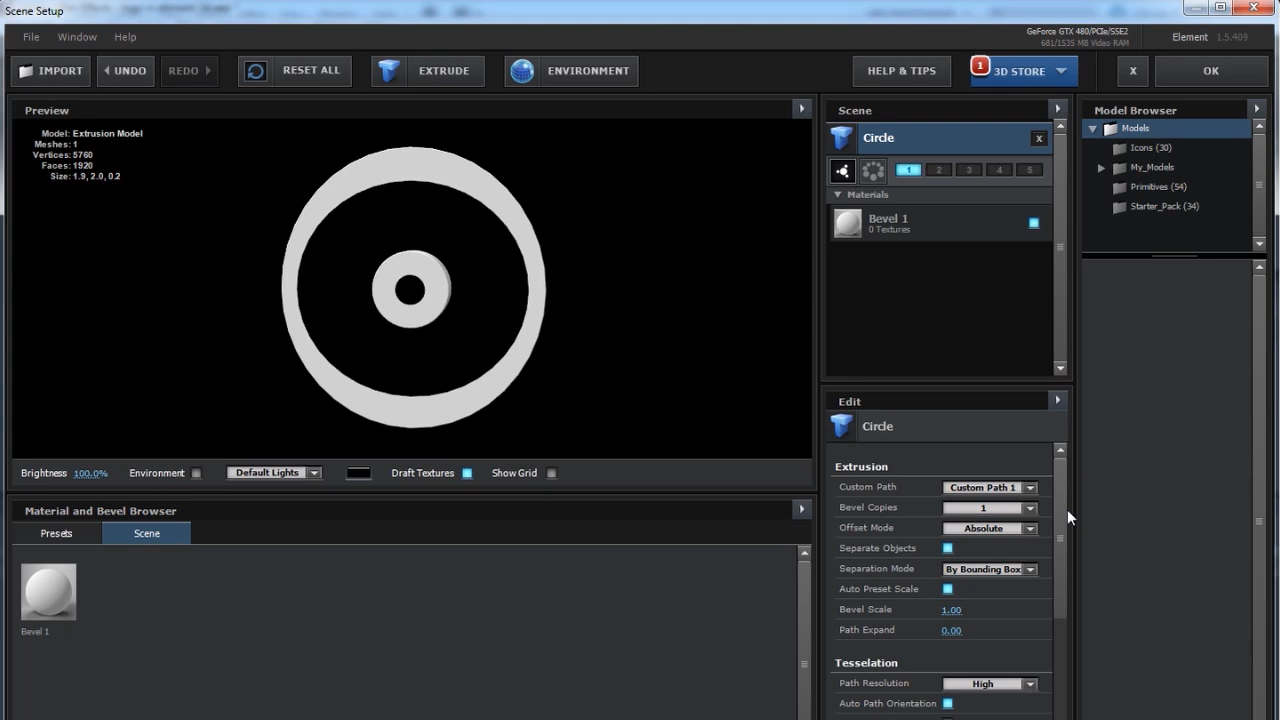 Scene Setup
File Window Help
GeForce GTX 480/PCIe/SSE2
681/1535 MB Video RAM
Element 1.5.409
IMPORT
UNDO
REDO
RESET ALL
EXTRUDE
ENVIRONMENT
HELP & TIPS
1
3D STORE
X
OK
Preview
Model: Extrusion Model
Meshes: 1
Vertices: 5760
Faces: 1920
Size: 1.9, 2.0, 0.2
Brightness 100.0% Environment Default Lights Draft Textures Show Grid
Material and Bevel Browser
Presets Scene
Bevel 1
Scene
Circle
x
1 2 3 4 5
Materials
Bevel 1
0 Textures
Edit
Circle
Extrusion
Custom Path Custom Path 1
Bevel Copies 1
Offset Mode Absolute
Separate Objects
Separation Mode By Bounding Box
Auto Preset Scale
Bevel Scale 1.00
Path Expand 0.00
Tesselation
Path Resolution High
Auto Path Orientation
Model Browser
Models
Icons (30)
My_Models
Primitives (54)
Starter_Pack (34)